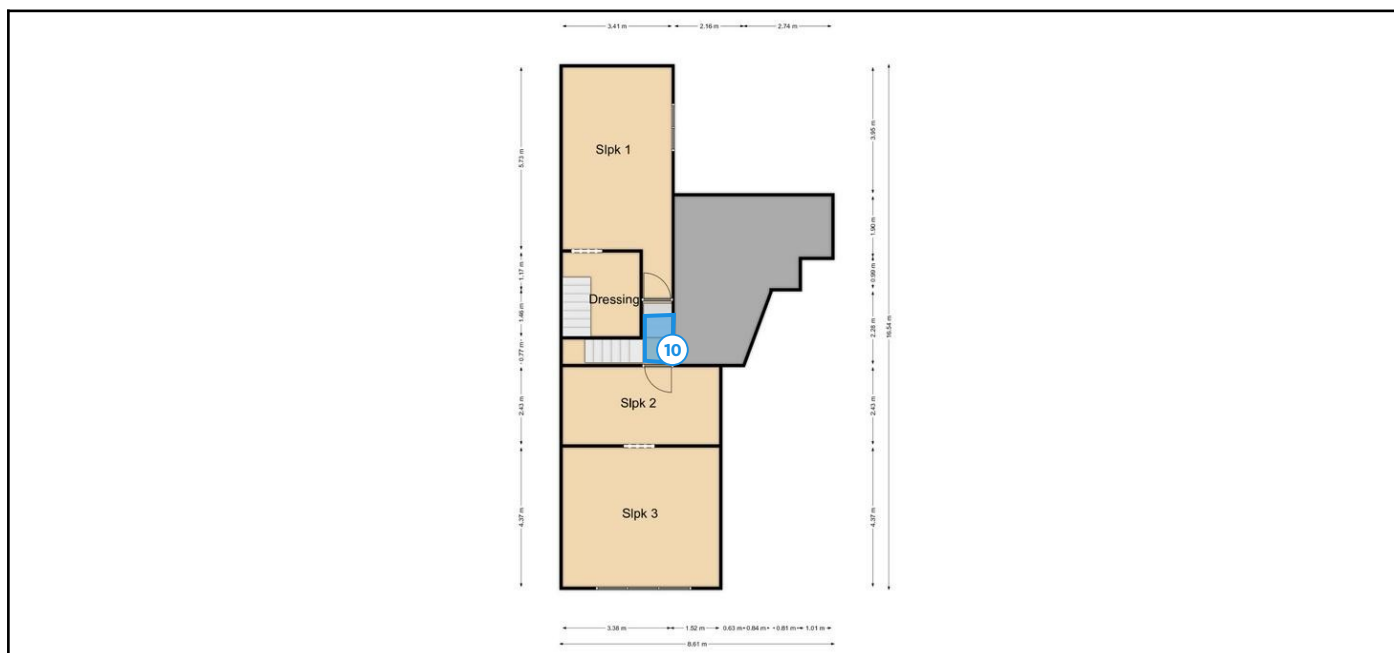 3.41 m
2.16 m
2.74 m
Slpk 1
5.73 m
3.95 m
16.54 m
1.90 m
0.99 m
1.17 m
Dressing
1.46 m
2.28 m
0.77 m
10
Slpk 2
2.43 m
2.43 m
Slpk 3
4.37 m
4.37 m
3.38 m
1.52 m
0.63 m
0.84 m
0.81 m
1.01 m
8.61 m